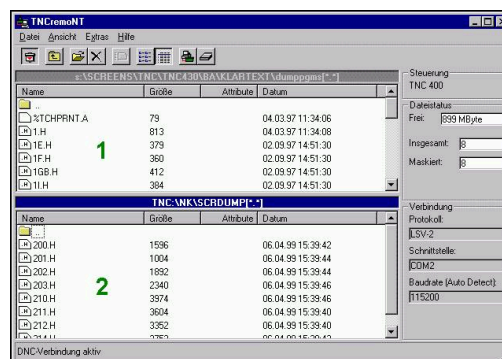 TNCremoNT
Datei Ansicht Extras Hilfe
s:\SCREENS\TNC\TNC430\BA\KLARTEXT\dumppgms[*.*]
Name Größe Attribute Datum
..
%TCHPRNT.A 79 04.03.97 11:34:06
1.H 813 04.03.97 11:34:08
1E.H 379 02.09.97 14:51:30
1F.H 360 02.09.97 14:51:30
1GB.H 412 02.09.97 14:51:30
1I.H 384 02.09.97 14:51:30
1
TNC:\NK\SCRDUMP[*.*]
Name Größe Attribute Datum
..
200.H 1596 06.04.99 15:39:42
201.H 1004 06.04.99 15:39:44
202.H 1892 06.04.99 15:39:44
203.H 2340 06.04.99 15:39:46
210.H 3974 06.04.99 15:39:46
211.H 3604 06.04.99 15:39:40
212.H 3352 06.04.99 15:39:40
2
Steuerung
TNC 400
Dateistatus
Frei: 899 MByte
Insgesamt: 8
Maskiert: 8
Verbindung
Protokoll:
LSV-2
Schnittstelle:
COM2
Baudrate (Auto Detect):
115200
DNC-Verbindung aktiv